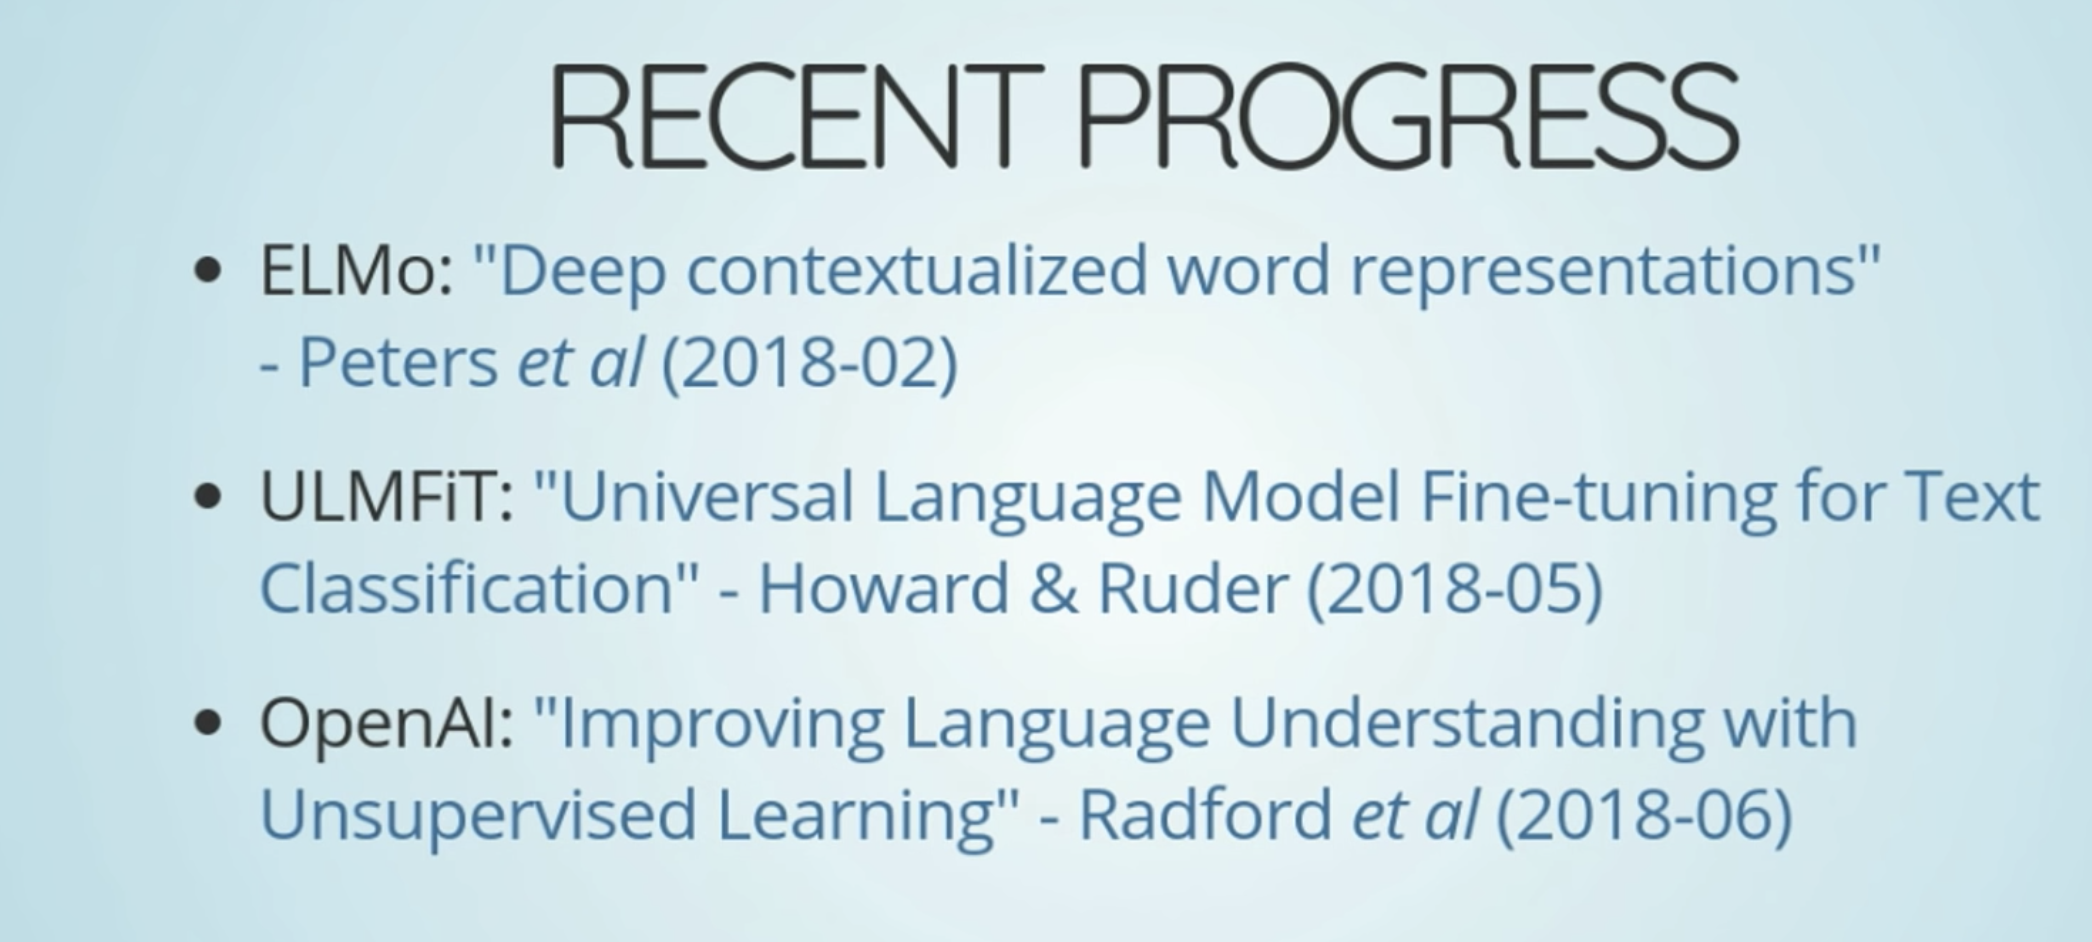 RECENT PROGRESS
• ELMo: "Deep contextualized word representations"
- Peters et al (2018-02)
• ULMFiT: "Universal Language Model Fine-tuning for Text
Classification" - Howard & Ruder (2018-05)
• OpenAI: "Improving Language Understanding with
Unsupervised Learning" - Radford et al (2018-06)